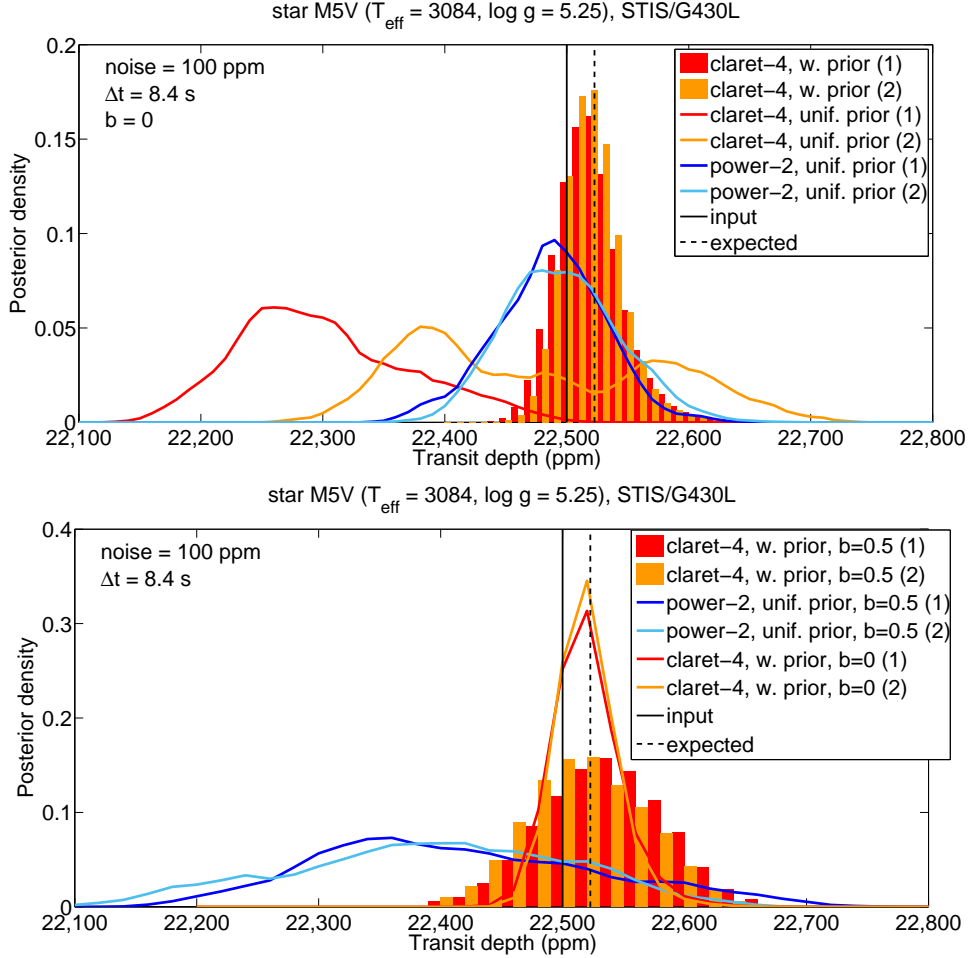 star M5V (T_eff = 3084, log g = 5.25), STIS/G430L
0.2
0.15
0.1
0.05
0
Posterior density
noise = 100 ppm
Δt = 8.4 s
b = 0
claret−4, w. prior (1)
claret−4, w. prior (2)
claret−4, unif. prior (1)
claret−4, unif. prior (2)
power−2, unif. prior (1)
power−2, unif. prior (2)
input
expected
22,100 22,200 22,300 22,400 22,500 22,600 22,700 22,800
Transit depth (ppm)
star M5V (T_eff = 3084, log g = 5.25), STIS/G430L
0.4
0.3
0.2
0.1
0
Posterior density
noise = 100 ppm
Δt = 8.4 s
claret−4, w. prior, b=0.5 (1)
claret−4, w. prior, b=0.5 (2)
power−2, unif. prior, b=0.5 (1)
power−2, unif. prior, b=0.5 (2)
claret−4, w. prior, b=0 (1)
claret−4, w. prior, b=0 (2)
input
expected
22,100 22,200 22,300 22,400 22,500 22,600 22,700 22,800
Transit depth (ppm)